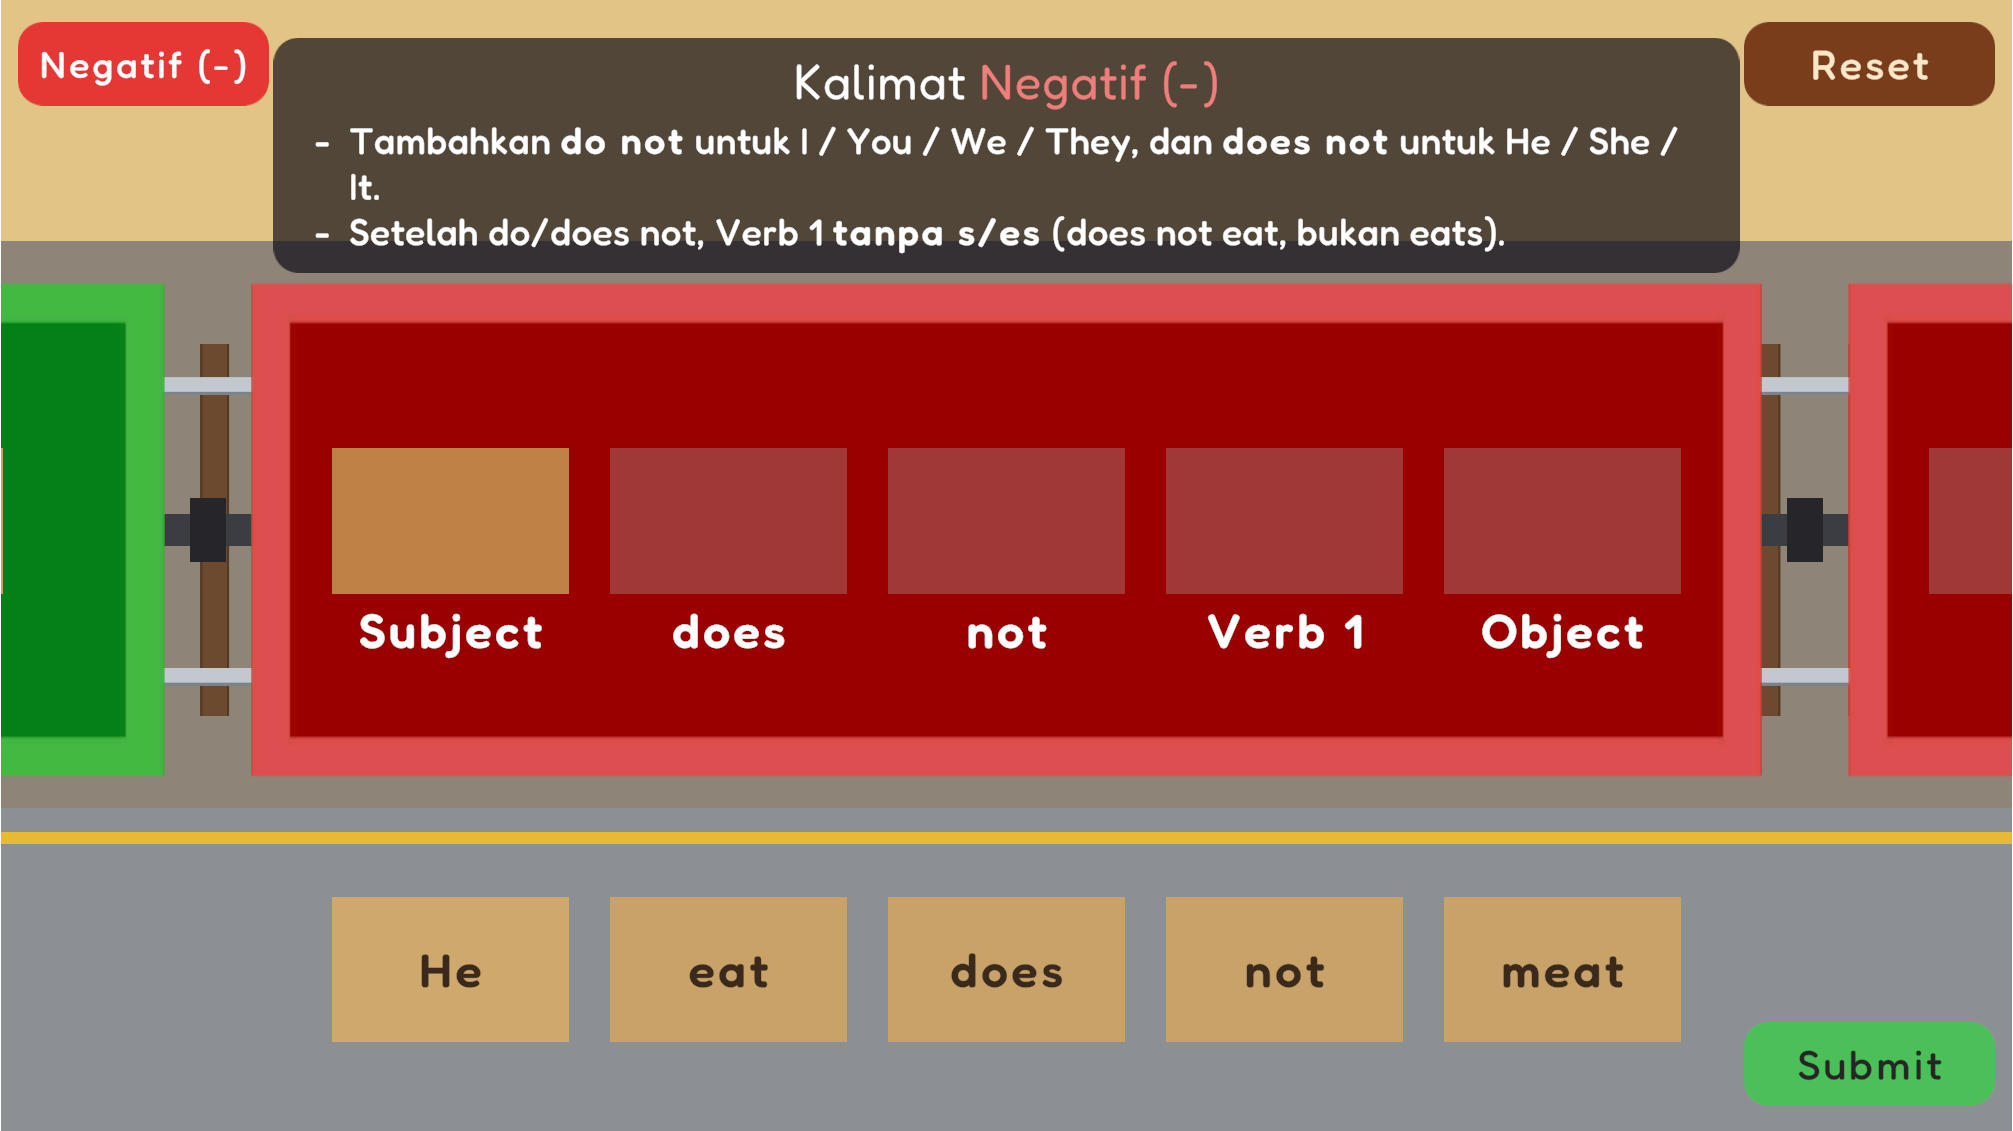 Negatif (-)
Kalimat Negatif (-)
Reset
- Tambahkan do not untuk I / You / We / They, dan does not untuk He / She /
It.
- Setelah do/does not, Verb 1 tanpa s/es (does not eat, bukan eats).
Subject does not Verb 1 Object
He eat does not meat
Submit